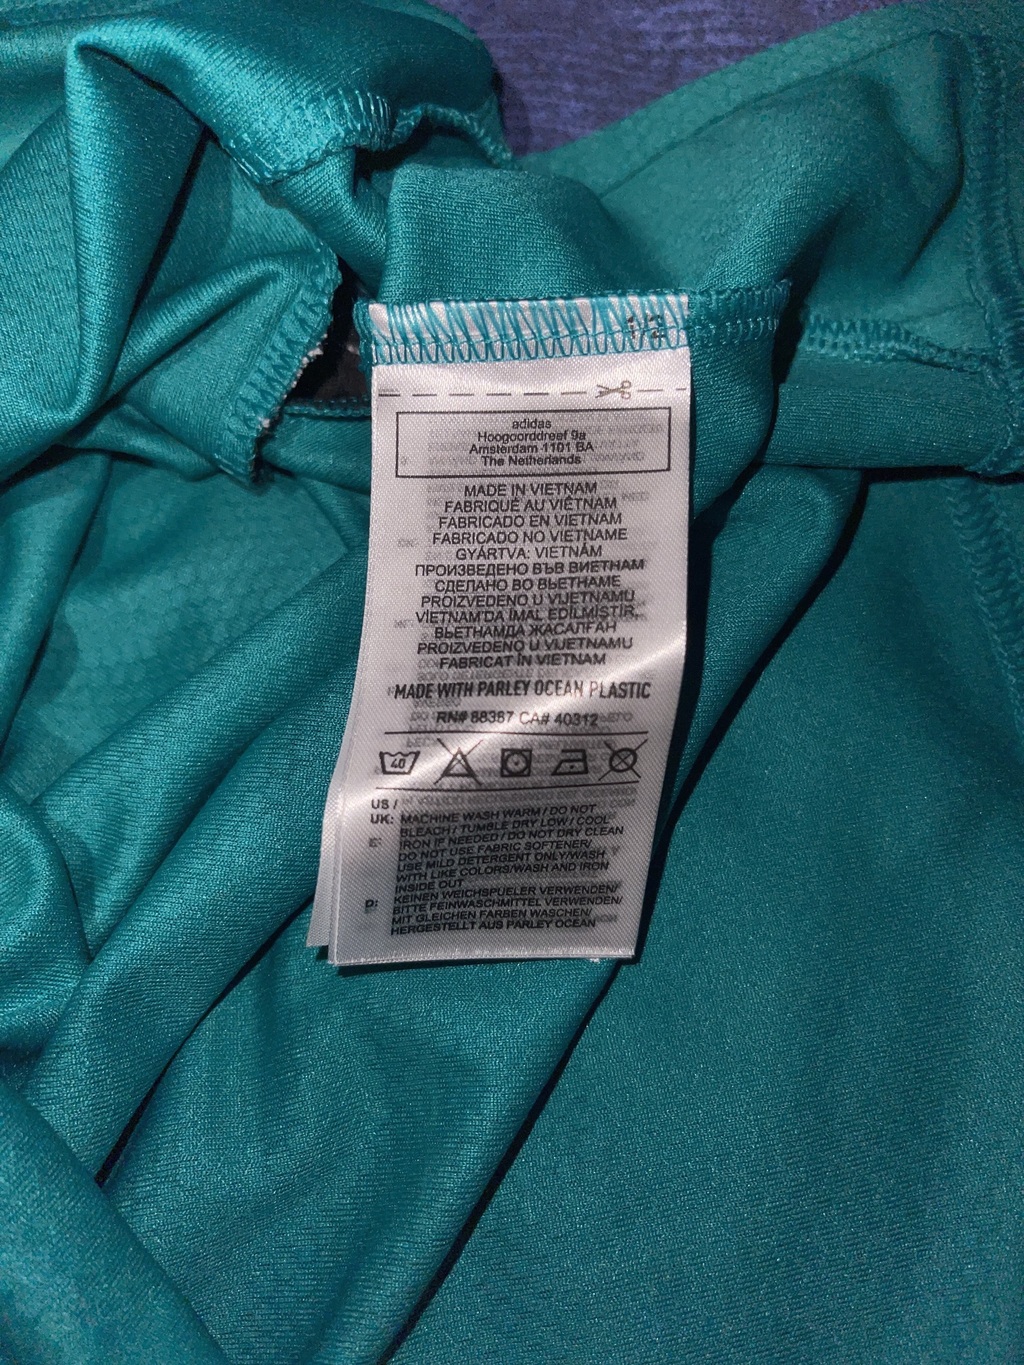 adidas
Hoogoorddreef 9a
Amsterdam 1101 BA
The Netherlands
MADE IN VIETNAM
FABRIQUÉ AU VIÊTNAM
FABRICADO EN VIETNAM
FABRICADO NO VIETNAME
GYÁRTVA: VIETNÁM
ПРОИЗВЕДЕНО ВЪВ ВИЕТНАМ
СДЕЛАНО ВО ВЬЕТНАМЕ
PROIZVEDENO U VIJETNAMU
VİETNAM'DA İMAL EDİLMİŞTİR.
ВЬЕТНАМДА ЖАСАЛҒАН
PROIZVEDENO U VIJETNAMU
FABRICAT ÎN VIETNAM
MADE WITH PARLEY OCEAN PLASTIC
RN# 88387 CA# 40312
40
US /
UK: MACHINE WASH WARM / DO NOT
BLEACH / TUMBLE DRY LOW / COOL
IRON IF NEEDED / DO NOT DRY CLEAN
DO NOT USE FABRIC SOFTENER/
USE MILD DETERGENT ONLY/WASH
WITH LIKE COLORS/WASH AND IRON
INSIDE OUT
D: KEINEN WEICHSPUELER VERWENDEN/
BITTE FEINWASCHMITTEL VERWENDEN/
MIT GLEICHEN FARBEN WASCHEN/
HERGESTELLT AUS PARLEY OCEAN